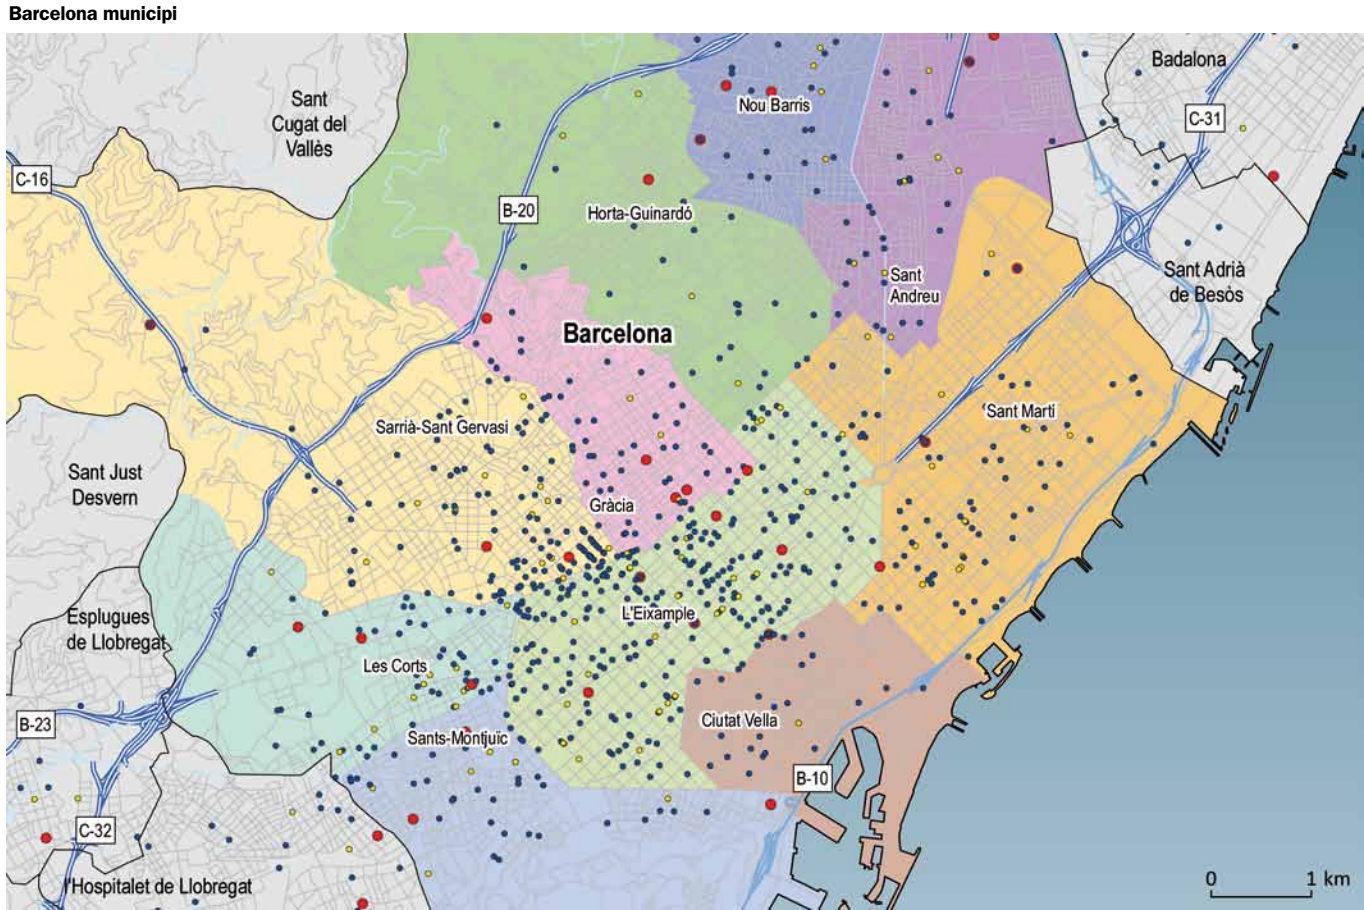 Barcelona municipi
Sant
Cugat del
Vallès
Badalona
Nou Barris
C-31
C-16
B-20
Horta-Guinardó
Sant
Andreu
Sant Adrià
de Besòs
Barcelona
Sarrià-Sant Gervasi
Sant Martí
Sant Just
Desvern
Gràcia
Esplugues
de Llobregat
L'Eixample
Les Corts
B-23
Ciutat Vella
Sants-Montjuïc
B-10
C-32
l'Hospitalet de Llobregat
0 1 km